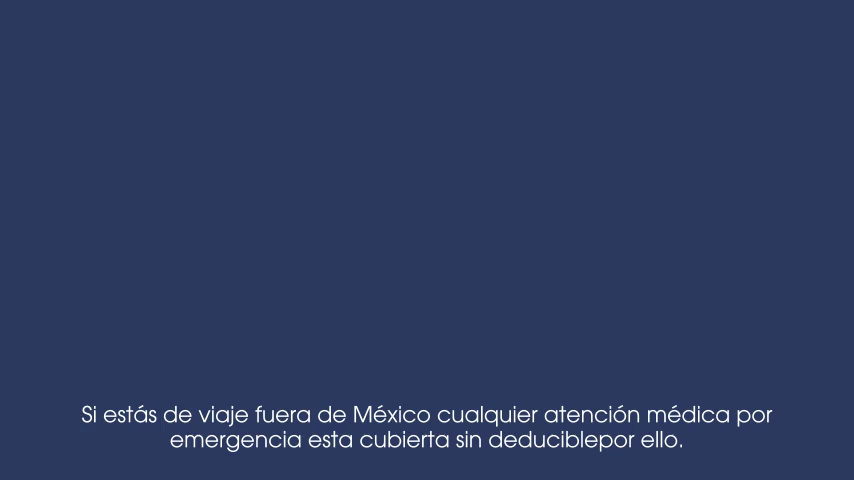 Si estás de viaje fuera de México cualquier atención médica por
emergencia esta cubierta sin deduciblepor ello.